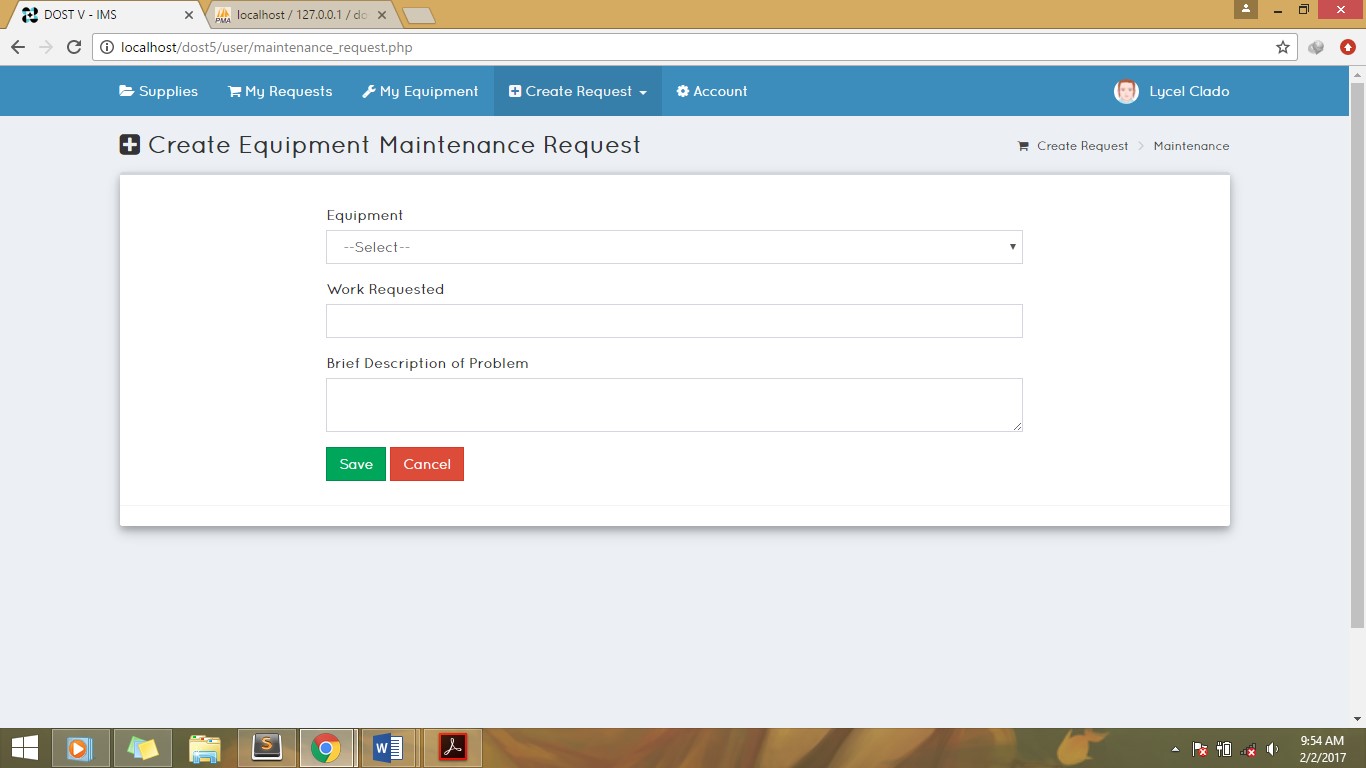 DOST V - IMS
localhost / 127.0.0.1 / do
localhost/dost5/user/maintenance_request.php
Supplies My Requests My Equipment Create Request Account Lycel Clado
Create Equipment Maintenance Request
Create Request > Maintenance
Equipment
--Select--
Work Requested
Brief Description of Problem
Save Cancel
9:54 AM
2/2/2017
PMA
S
W